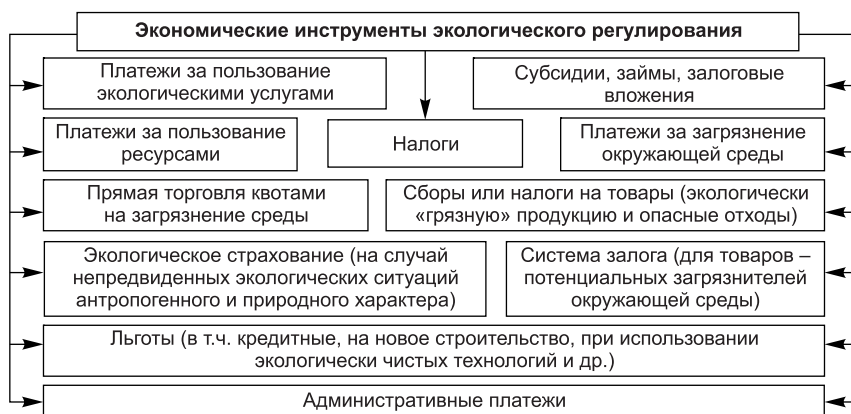 Экономические инструменты экологического регулирования
Платежи за пользование
экологическими услугами
Субсидии, займы, залоговые
вложения
Платежи за пользование
ресурсами
Налоги
Платежи за загрязнение
окружающей среды
Прямая торговля квотами
на загрязнение среды
Сборы или налоги на товары (экологически
«грязную» продукцию и опасные отходы)
Экологическое страхование (на случай
непредвиденных экологических ситуаций
антропогенного и природного характера)
Система залога (для товаров –
потенциальных загрязнителей
окружающей среды)
Льготы (в т.ч. кредитные, на новое строительство, при использовании
экологически чистых технологий и др.)
Административные платежи